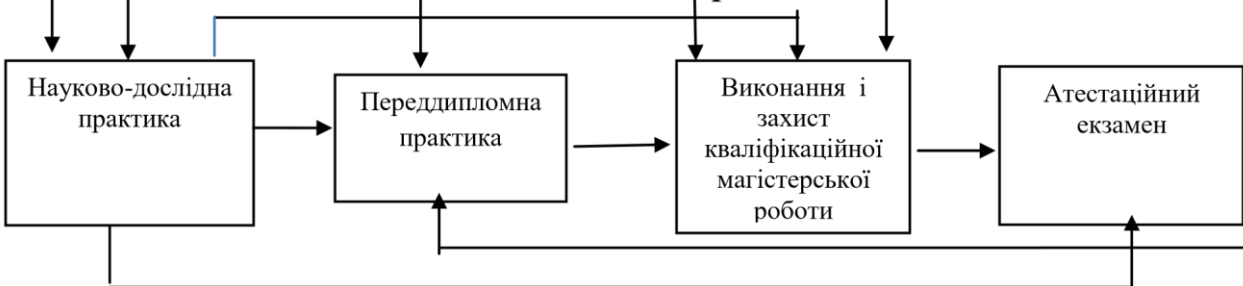 Науково-дослідна
практика
Переддипломна
практика
Виконання і
захист
кваліфікаційної
магістерської
роботи
Атестаційний
екзамен